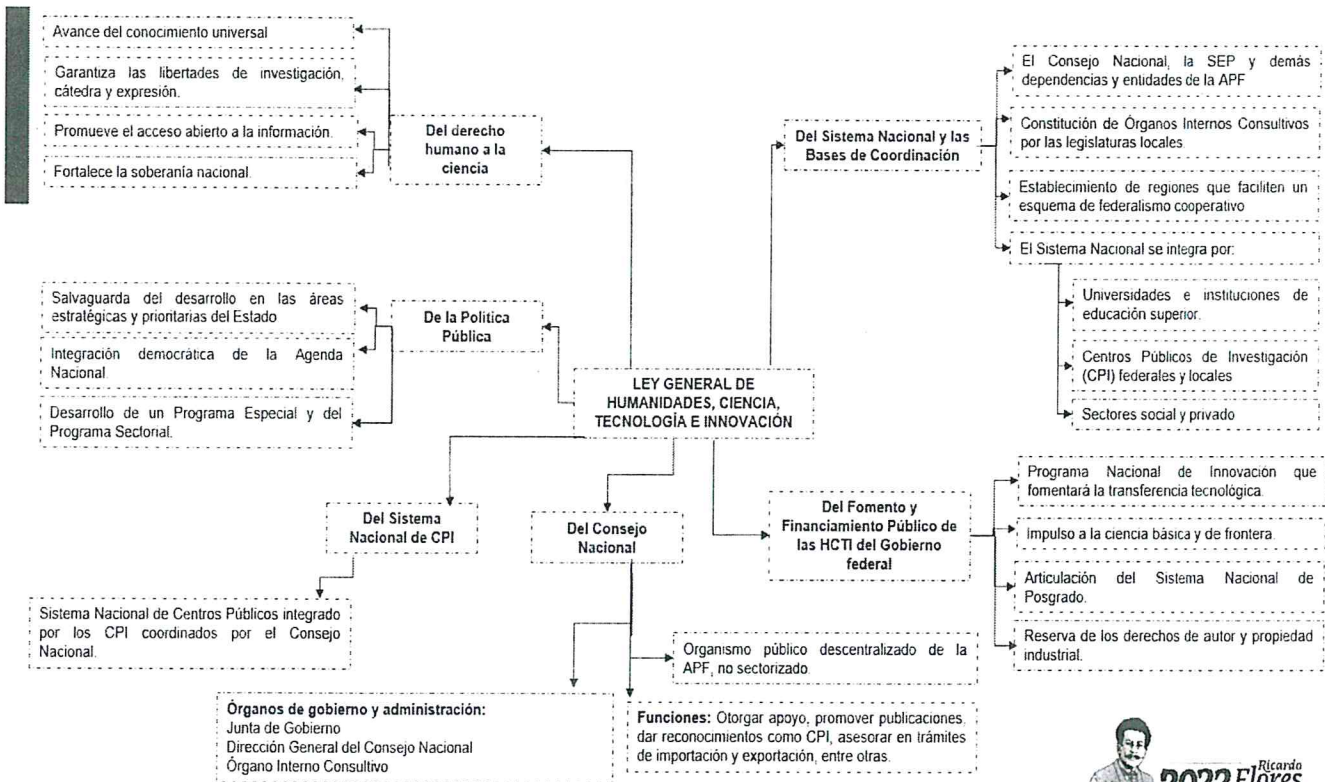 Avance del conocimiento universal
Garantiza las libertades de investigación,
cátedra y expresión.
Promueve el acceso abierto a la información.
Fortalece la soberanía nacional.
Del derecho
humano a la
ciencia
Del Sistema Nacional y las
Bases de Coordinación
El Consejo Nacional, la SEP y demás
dependencias y entidades de la APF
Constitución de Órganos Internos Consultivos
por las legislaturas locales.
Establecimiento de regiones que faciliten un
esquema de federalismo cooperativo
El Sistema Nacional se integra por:
Universidades e instituciones de
educación superior.
Centros Públicos de Investigación
(CPI) federales y locales
Sectores social y privado
Salvaguarda del desarrollo en las áreas
estratégicas y prioritarias del Estado
Integración democrática de la Agenda
Nacional.
Desarrollo de un Programa Especial y del
Programa Sectorial.
De la Política
Pública
LEY GENERAL DE
HUMANIDADES, CIENCIA,
TECNOLOGÍA E INNOVACIÓN
Del Sistema
Nacional de CPI
Del Consejo
Nacional
Del Fomento y
Financiamiento Público de
las HCTI del Gobierno
federal
Programa Nacional de Innovación que
fomentará la transferencia tecnológica.
Impulso a la ciencia básica y de frontera.
Articulación del Sistema Nacional de
Posgrado.
Reserva de los derechos de autor y propiedad
industrial.
Sistema Nacional de Centros Públicos integrado
por los CPI coordinados por el Consejo
Nacional.
Organismo público descentralizado de la
APF, no sectorizado.
Órganos de gobierno y administración:
Junta de Gobierno
Dirección General del Consejo Nacional
Órgano Interno Consultivo
Funciones: Otorgar apoyo, promover publicaciones,
dar reconocimientos como CPI, asesorar en trámites
de importación y exportación, entre otras.
Ricardo
2022 Flores